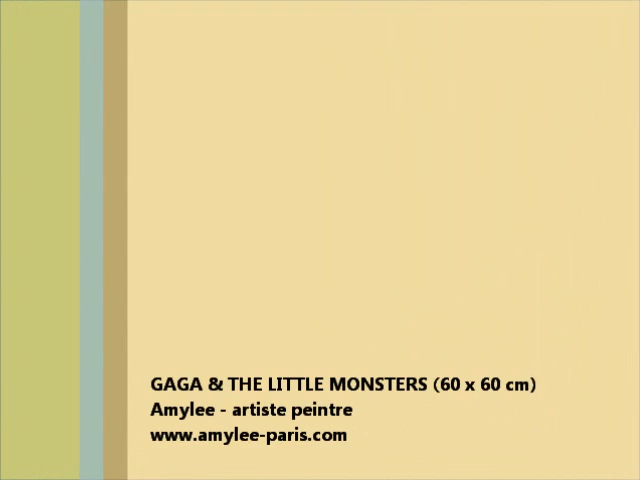 GAGA & THE LITTLE MONSTERS (60 x 60 cm)
Amylee - artiste peintre
www.amylee-paris.com